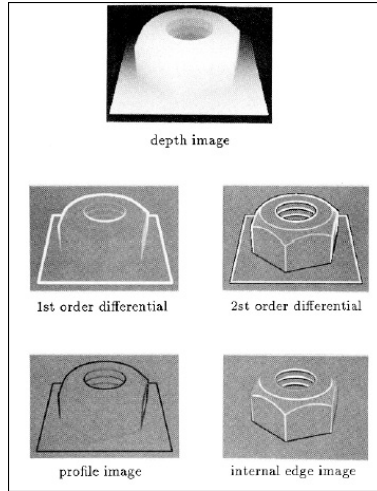 depth image
1st order differential
2st order differential
profile image
internal edge image